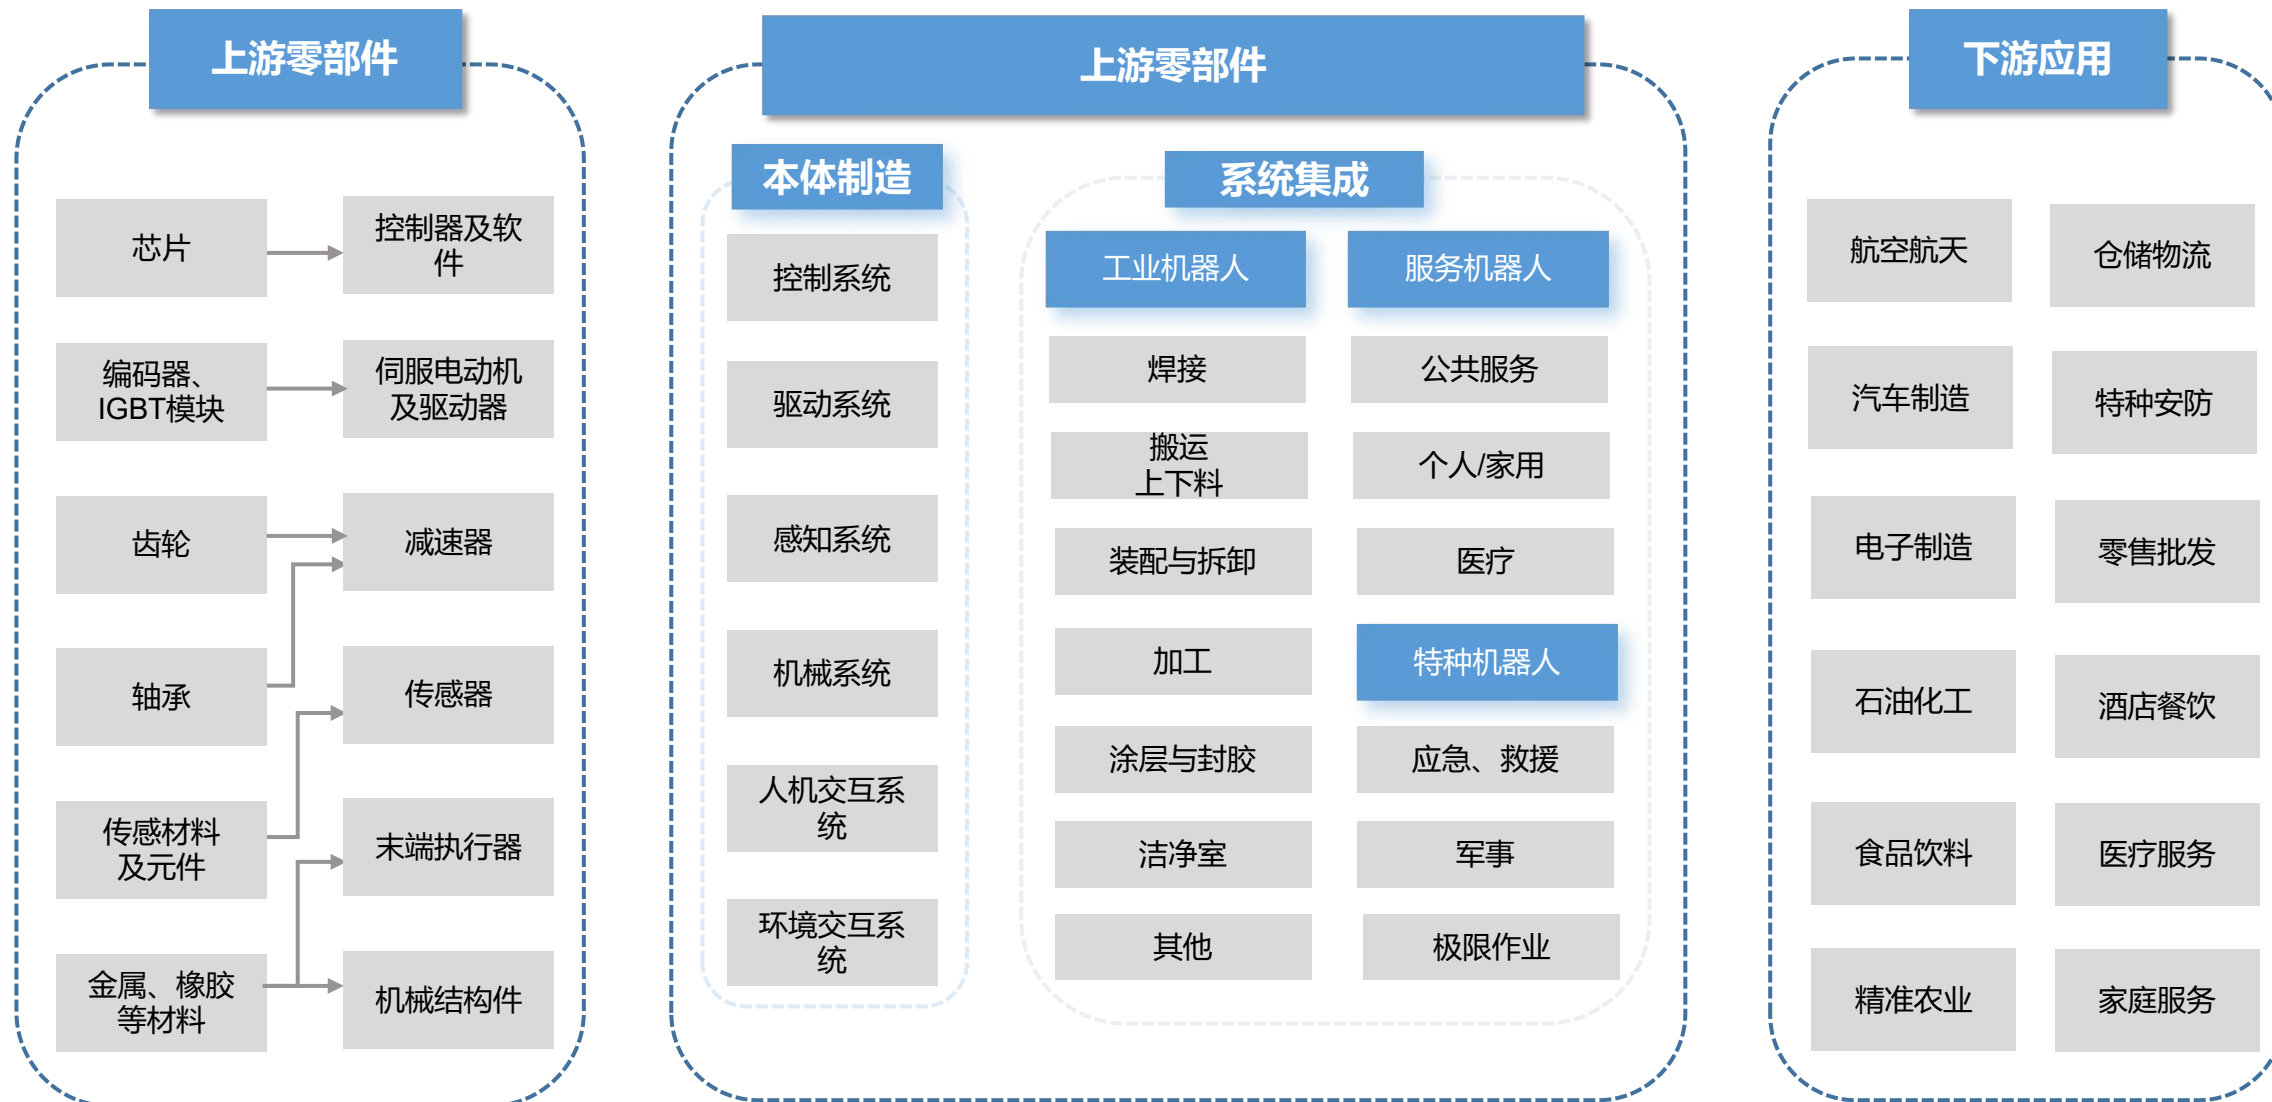 上游零部件
芯片
控制器及软
件
编码器、
IGBT模块
伺服电动机
及驱动器
齿轮
减速器
轴承
传感器
传感材料
及元件
末端执行器
金属、橡胶
等材料
机械结构件
上游零部件
本体制造
控制系统
驱动系统
感知系统
机械系统
人机交互系
统
环境交互系
统
系统集成
工业机器人
焊接
搬运
上下料
装配与拆卸
加工
涂层与封胶
洁净室
其他
服务机器人
公共服务
个人/家用
医疗
特种机器人
应急、救援
军事
极限作业
下游应用
航空航天
仓储物流
汽车制造
特种安防
电子制造
零售批发
石油化工
酒店餐饮
食品饮料
医疗服务
精准农业
家庭服务